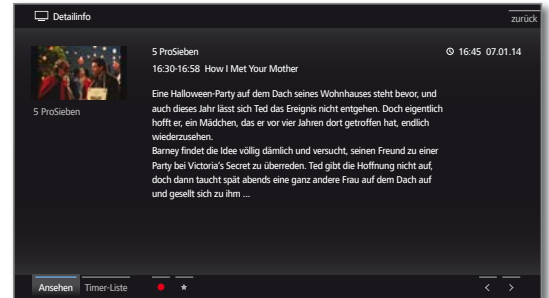 Detailinfo
zurück
5 ProSieben
16:45 07.01.14
16:30-16:58 How I Met Your Mother
Eine Halloween-Party auf dem Dach seines Wohnhauses steht bevor, und
auch dieses Jahr lässt sich Ted das Ereignis nicht entgehen. Doch eigentlich
hofft er, ein Mädchen, das er vor vier Jahren dort getroffen hat, endlich
wiederzusehen.
Barney findet die Idee völlig dämlich und versucht, seinen Freund zu einer
Party bei Victoria's Secret zu überreden. Ted gibt die Hoffnung nicht auf,
doch dann taucht spät abends eine ganz andere Frau auf dem Dach auf
und gesellt sich zu ihm ...
5 ProSieben
Ansehen
Timer-Liste